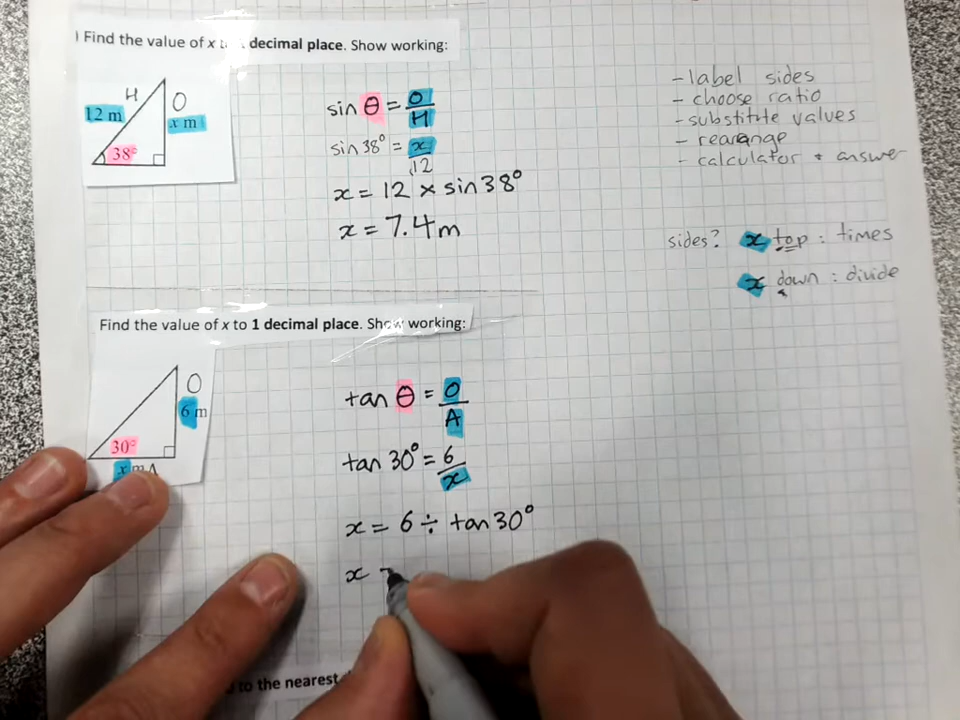 ) Find the value of x decimal place. Show working:
H
O
12 m
x m
38°
sin θ = O/H
sin 38° = x/12
x = 12 × sin 38°
x = 7.4m
- label sides
- choose ratio
- substitute values
- rearrange
- calculator + answer
sides? x top : times
x down : divide
Find the value of x to 1 decimal place. Show working:
O
6 m
30°
x m A
tan θ = O/A
tan 30° = 6/x
x = 6 ÷ tan 30°
x =
to the nearest